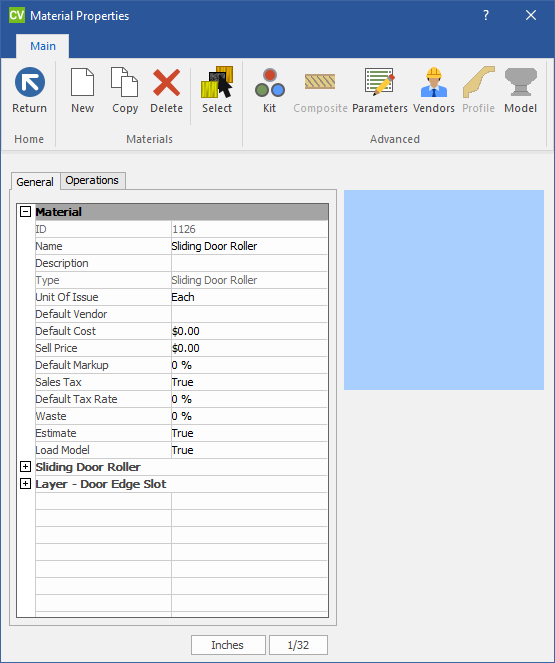 CV Material Properties ?
Main
Return New Copy Delete Select Kit Composite Parameters Vendors Profile Model
Home Materials Advanced
General Operations
Material
ID 1126
Name Sliding Door Roller
Description
Type Sliding Door Roller
Unit Of Issue Each
Default Vendor
Default Cost $0.00
Sell Price $0.00
Default Markup 0 %
Sales Tax True
Default Tax Rate 0 %
Waste 0 %
Estimate True
Load Model True
Sliding Door Roller
Layer - Door Edge Slot
Inches 1/32